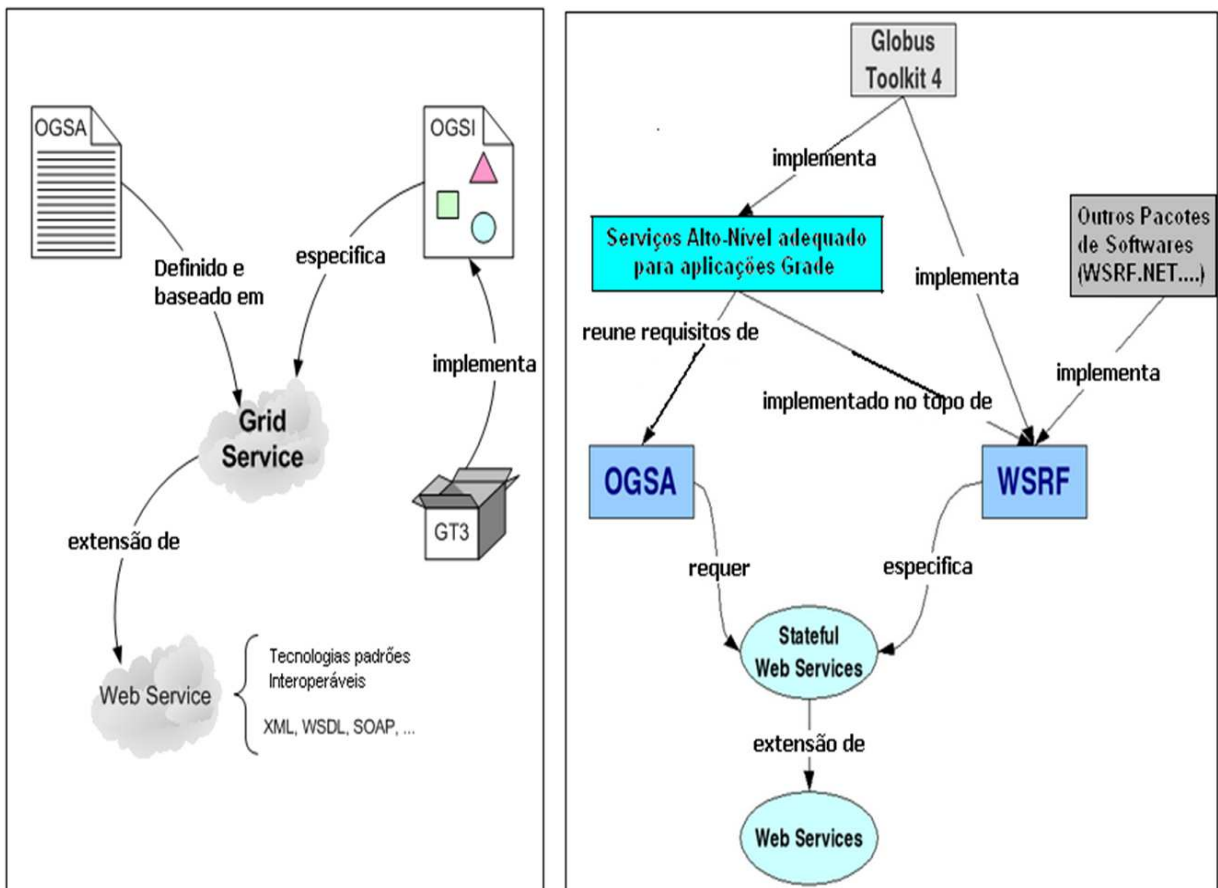 OGSA
OGSI
Definido e
baseado em
especifica
implementa
Grid
Service
GT3
extensão de
Web Service
Tecnologias padrões
Interoperáveis
XML, WSDL, SOAP, ...
Globus
Toolkit 4
implementa
Serviços Alto-Nível adequado
para aplicações Grade
implementa
Outros Pacotes
de Softwares
(WSRF.NET....)
reune requisitos de
implementado no topo de
implementa
OGSA
WSRF
requer
especifica
Stateful
Web Services
extensão de
Web Services